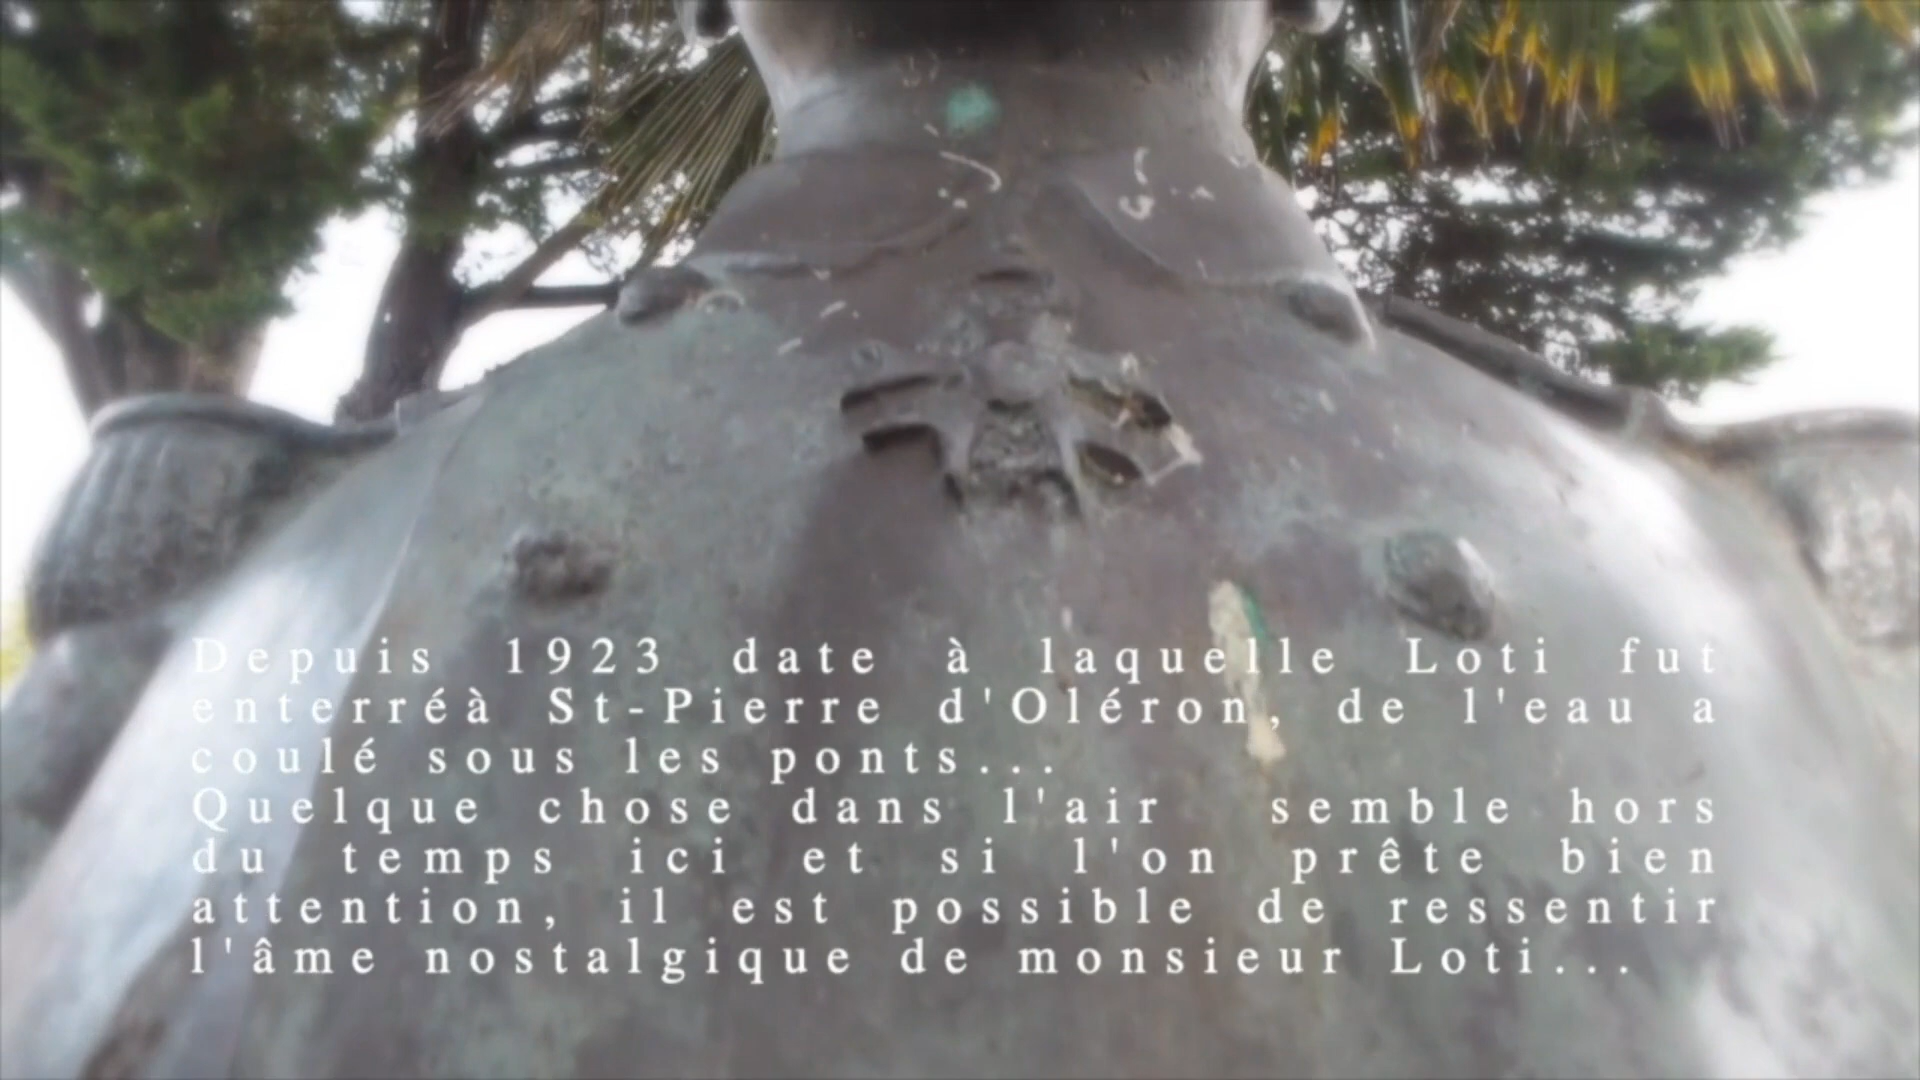 Depuis 1923 date à laquelle Loti fut
enterréà St-Pierre d'Oléron, de l'eau a
coulé sous les ponts...
Quelque chose dans l'air semble hors
du temps ici et si l'on prête bien
attention, il est possible de ressentir
l'âme nostalgique de monsieur Loti...